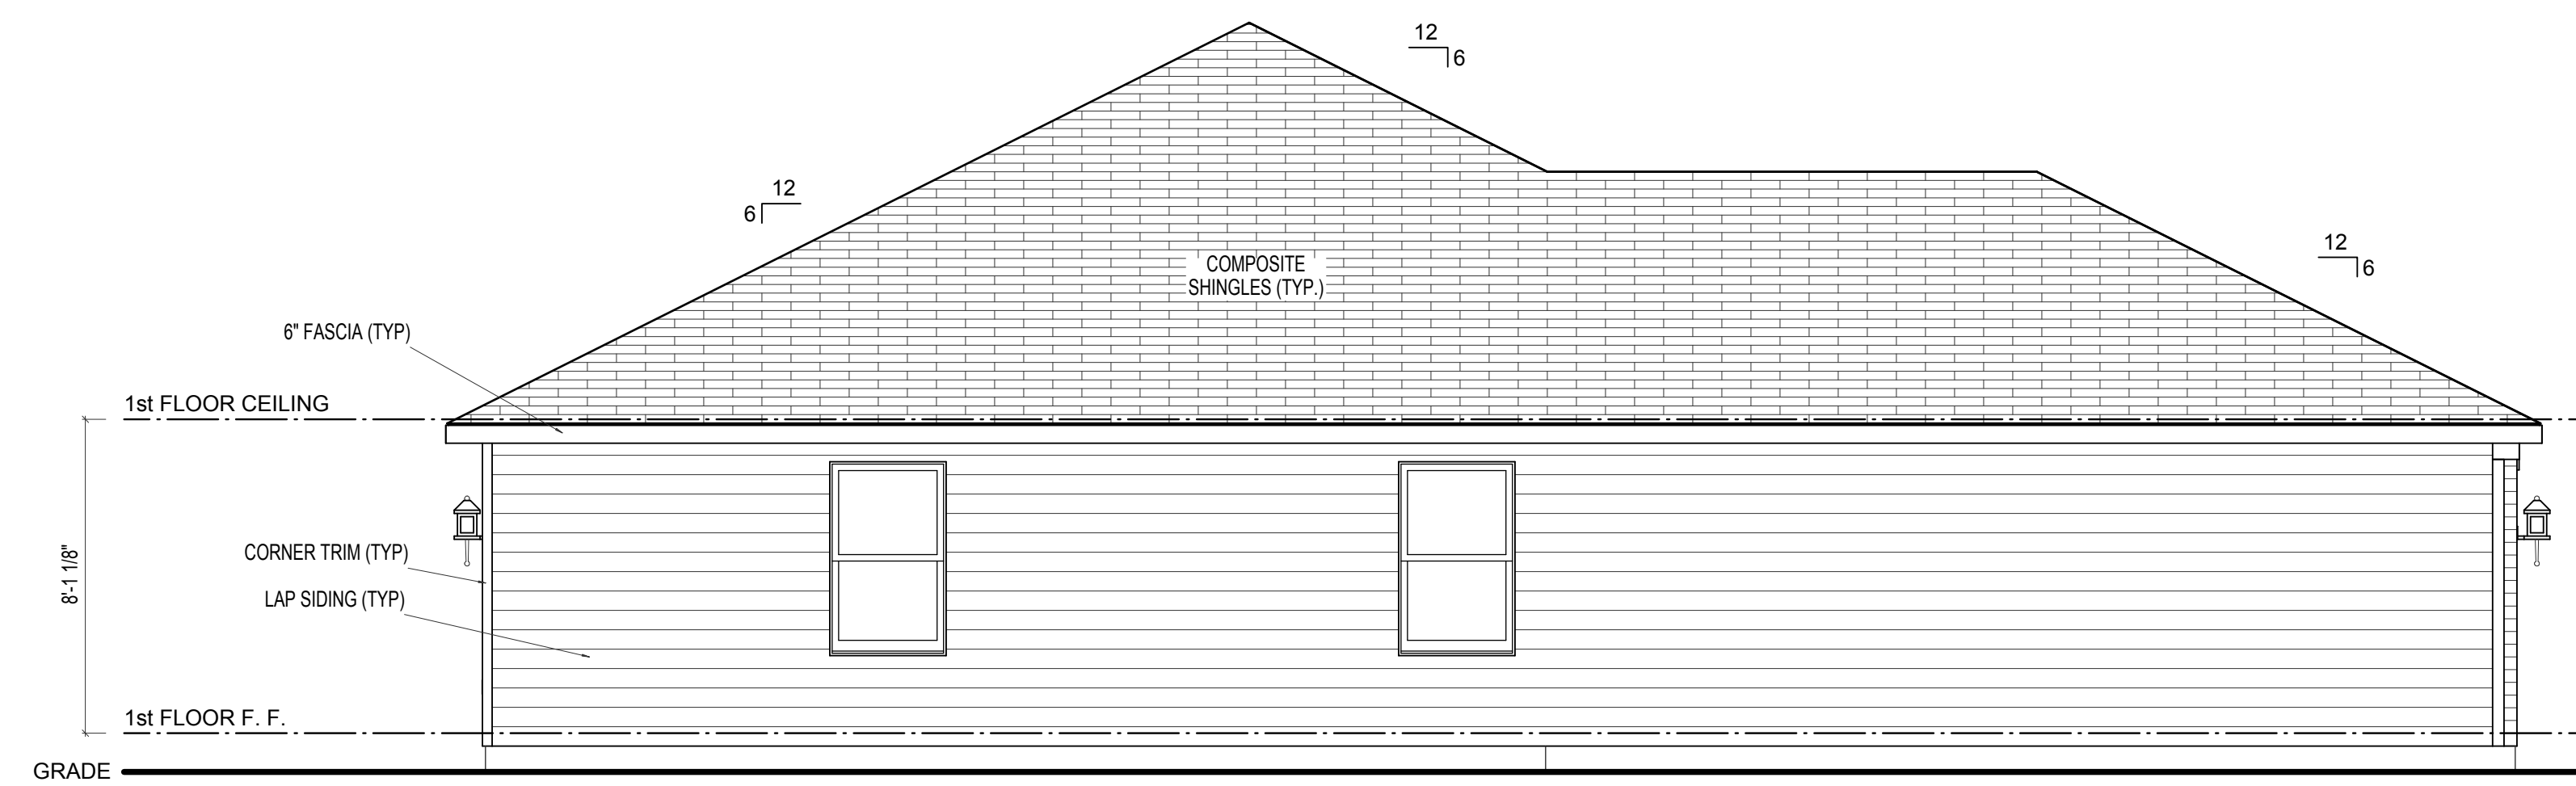 12
6
12
6
12
6
COMPOSITE
SHINGLES (TYP.)
6" FASCIA (TYP)
1st FLOOR CEILING
8'-1 1/8"
CORNER TRIM (TYP)
LAP SIDING (TYP)
1st FLOOR F. F.
GRADE